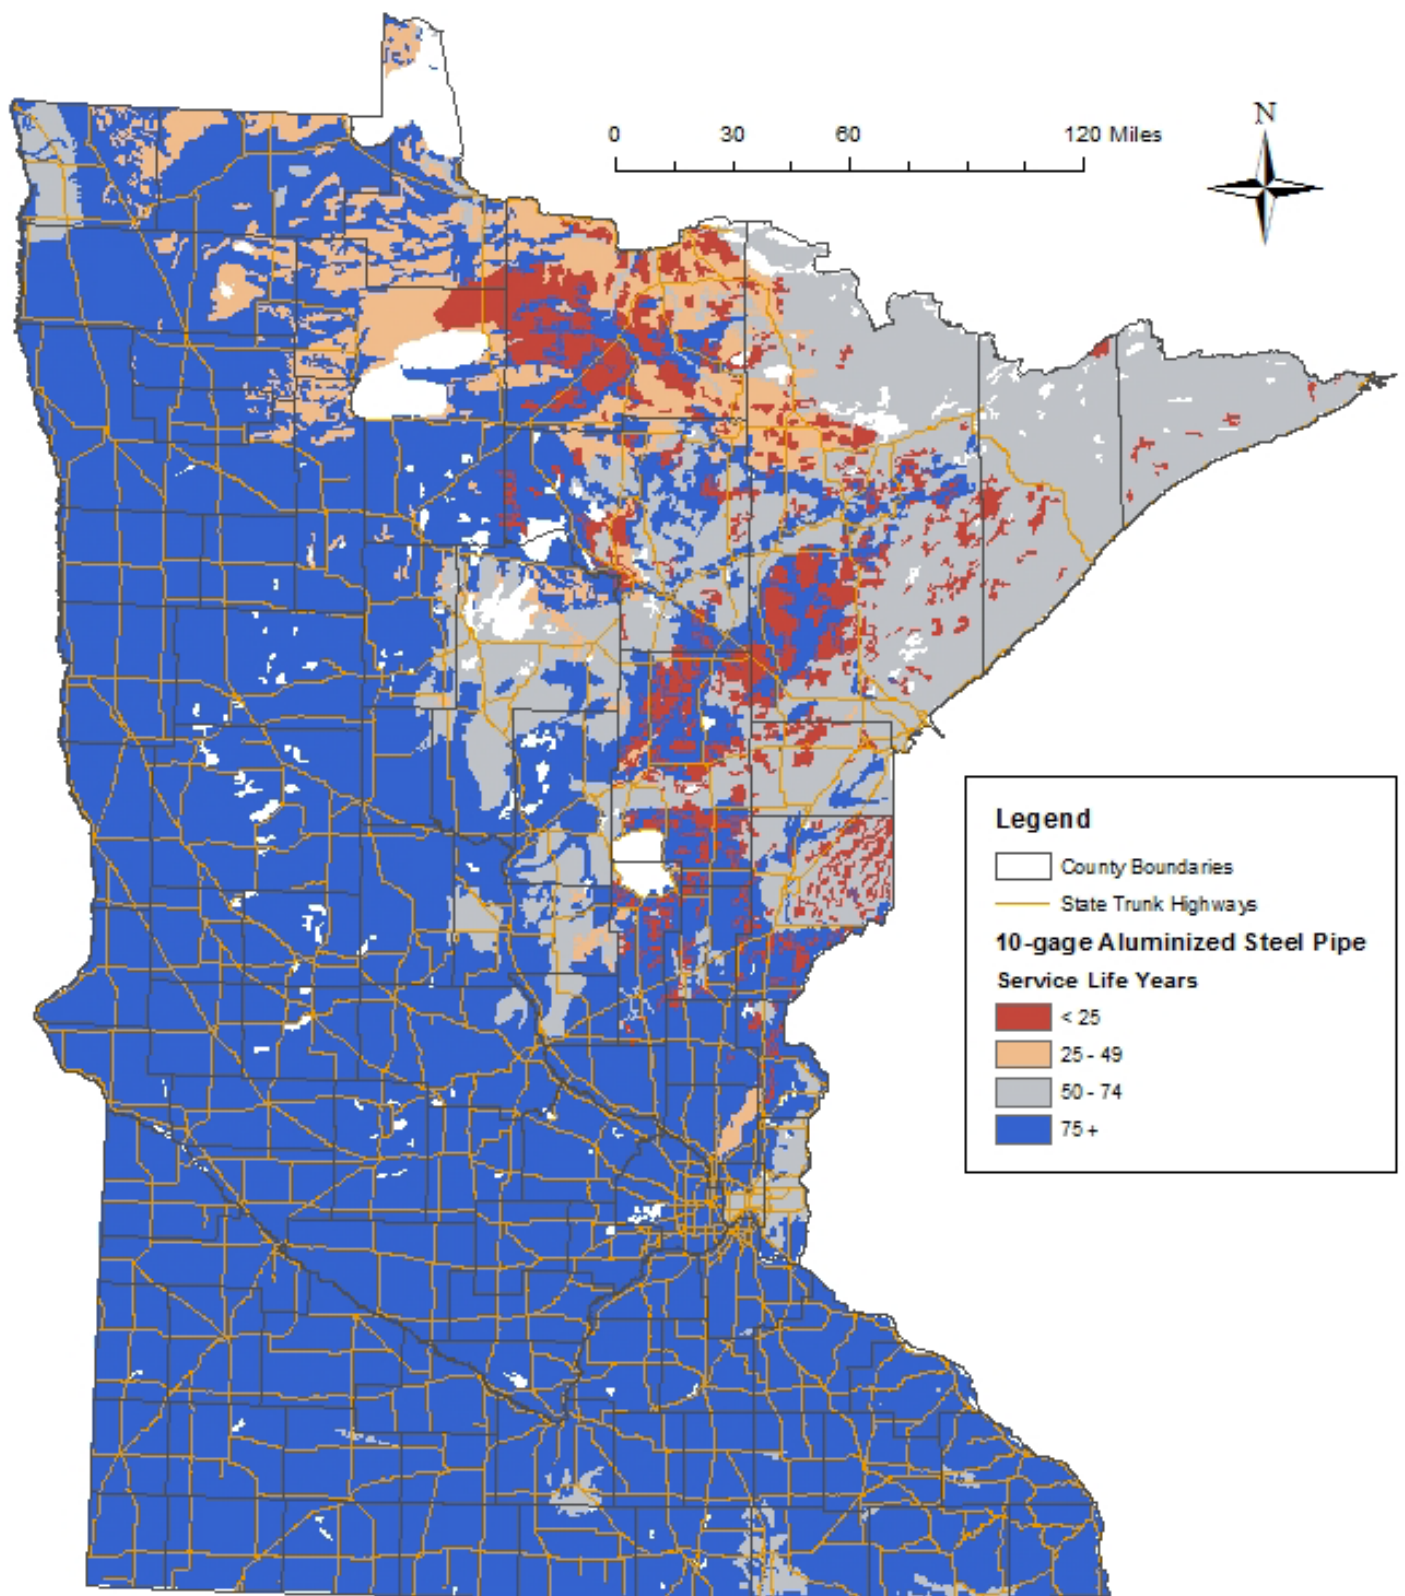 N
0 30 60 120 Miles
Legend
County Boundaries
State Trunk Highways
10-gage Aluminized Steel Pipe
Service Life Years
< 25
25 - 49
50 - 74
75 +